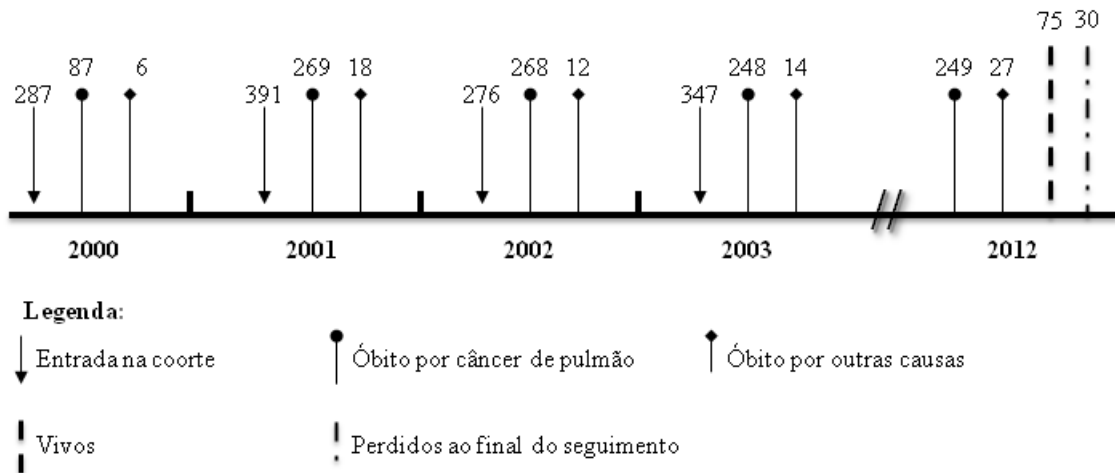 75 30
87 6 269 18 268 12 248 14 249 27
287 391 276 347
2000 2001 2002 2003 2012
Legenda:
Entrada na coorte Óbito por câncer de pulmão Óbito por outras causas
Vivos Perdidos ao final do seguimento